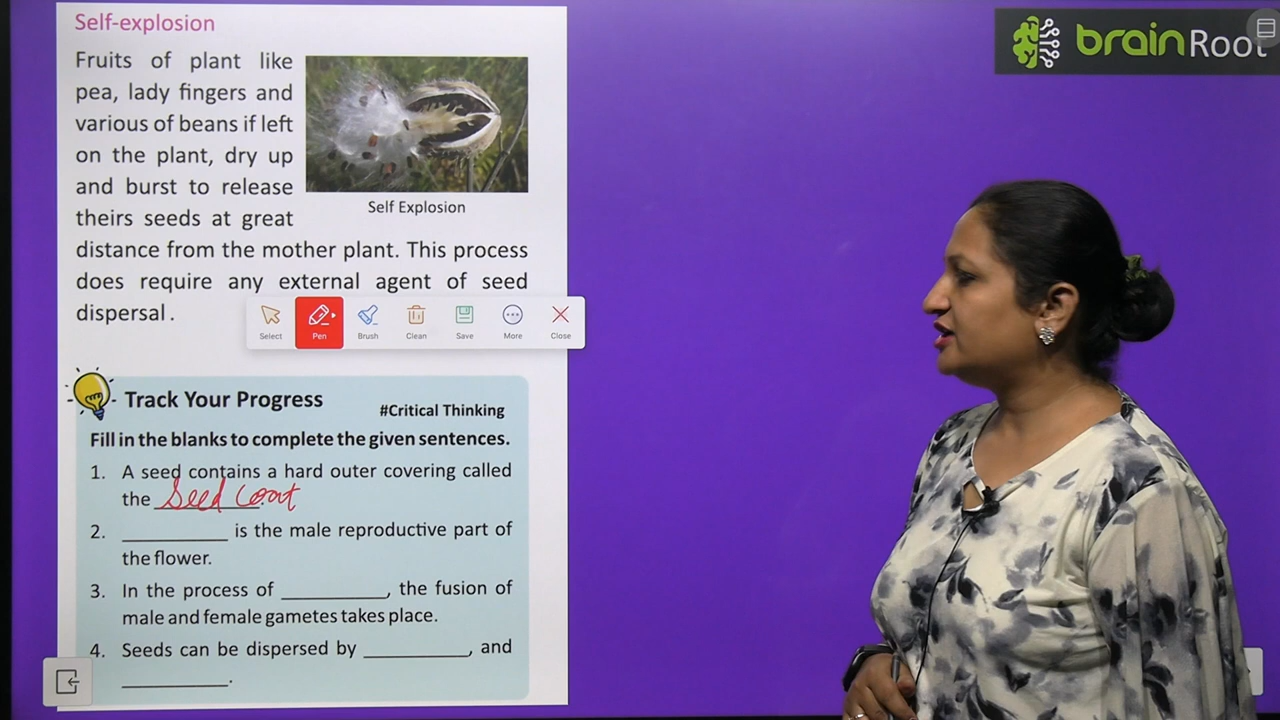 Self-explosion
brainRoot
Fruits of plant like
pea, lady fingers and
various of beans if left
on the plant, dry up
and burst to release
theirs seeds at great
Self Explosion
distance from the mother plant. This process
does require any external agent of seed
dispersal.
Select Pen Brush Clean Save More Close
Track Your Progress
#Critical Thinking
Fill in the blanks to complete the given sentences.
1. A seed contains a hard outer covering called
the Seed coat.
2. __________ is the male reproductive part of
the flower.
3. In the process of __________, the fusion of
male and female gametes takes place.
4. Seeds can be dispersed by __________, and
__________.